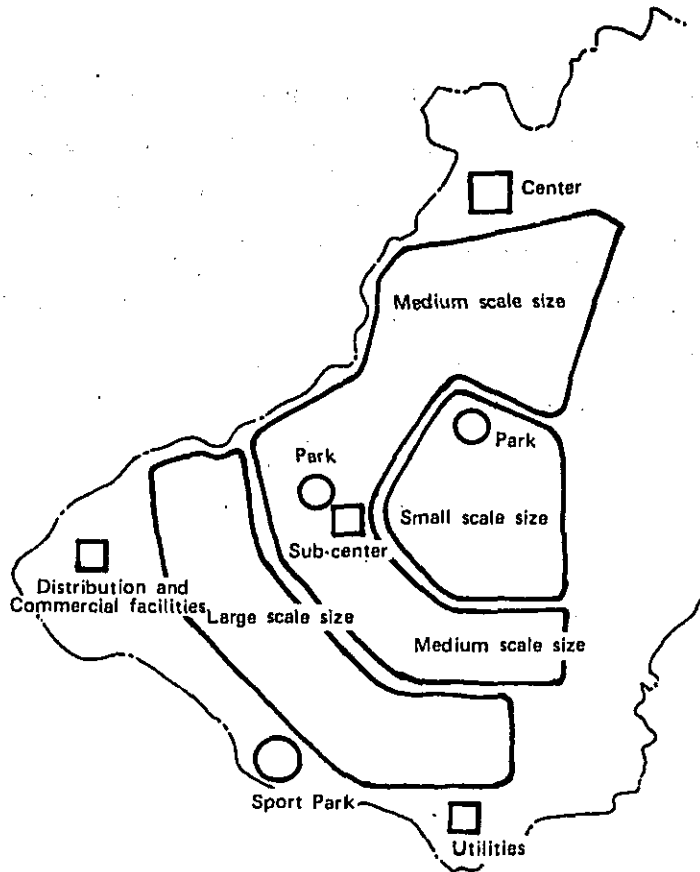 Center
Medium scale size
Park
Park
Small scale size
Sub-center
Distribution and
Commercial facilities
Large scale size
Medium scale size
Sport Park
Utilities